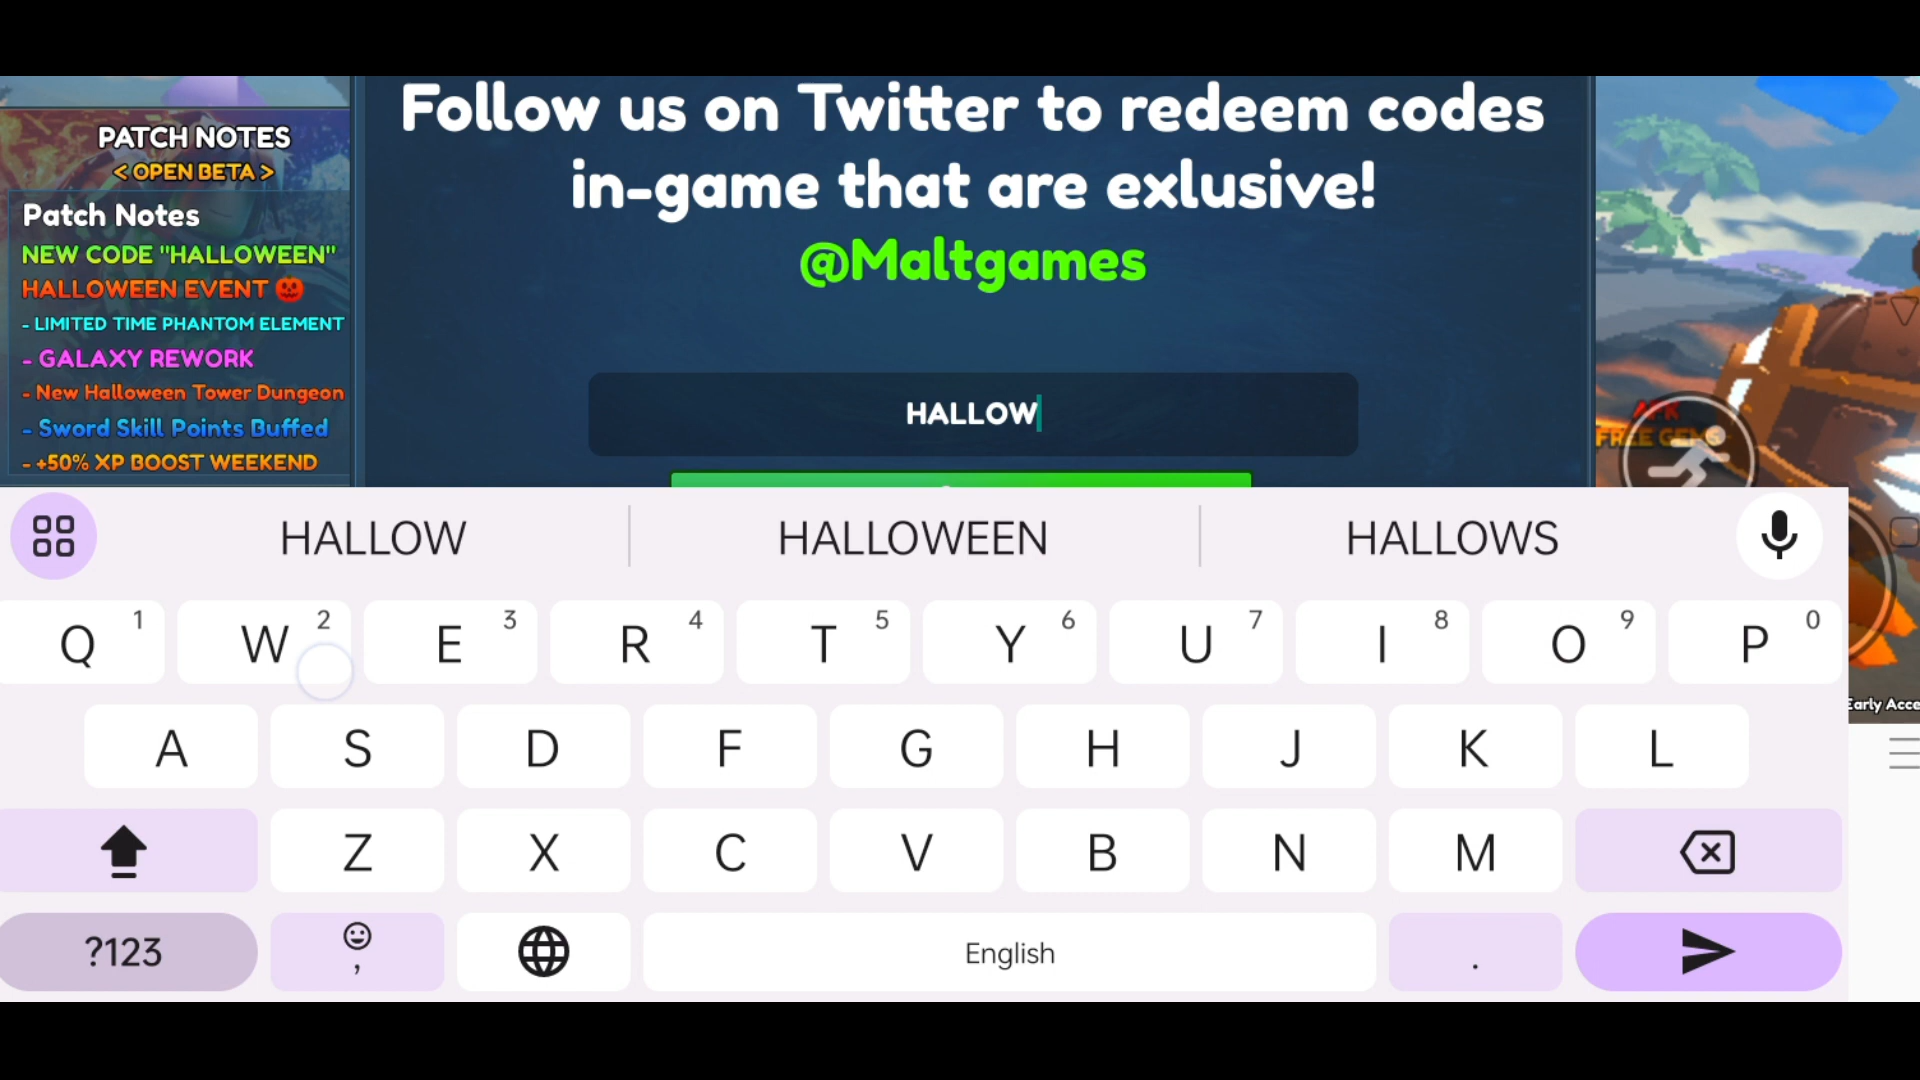 Follow us on Twitter to redeem codes
in-game that are exlusive!
@Maltgames
PATCH NOTES
< OPEN BETA >
Patch Notes
NEW CODE "HALLOWEEN"
HALLOWEEN EVENT 🎃
- LIMITED TIME PHANTOM ELEMENT
- GALAXY REWORK
- New Halloween Tower Dungeon
- Sword Skill Points Buffed
- +50% XP BOOST WEEKEND
HALLOW
AFK
FREE GEMS
HALLOW HALLOWEEN HALLOWS
Q 1 W 2 E 3 R 4 T 5 Y 6 U 7 I 8 O 9 P 0
Early Acce
A S D F G H J K L
Z X C V B N M
?123 , English .